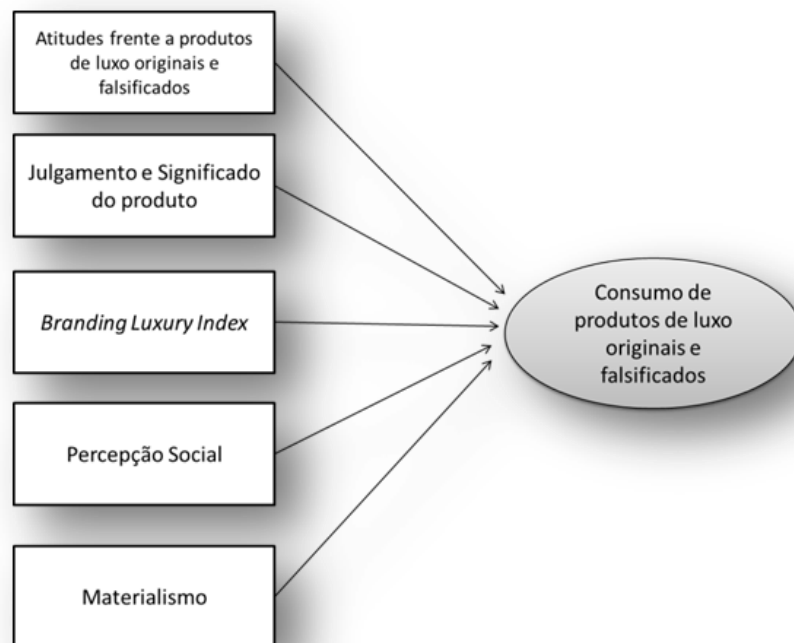 Atitudes frente a produtos
de luxo originais e
falsificados
Julgamento e Significado
do produto
Branding Luxury Index
Percepção Social
Materialismo
Consumo de
produtos de luxo
originais e
falsificados